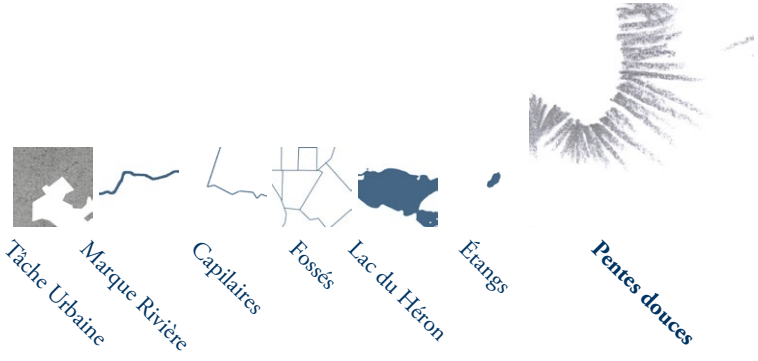 Tâche Urbaine
Marque Rivière
Capilaires
Fossés
Lac du Héron
Étangs
Pentes douces